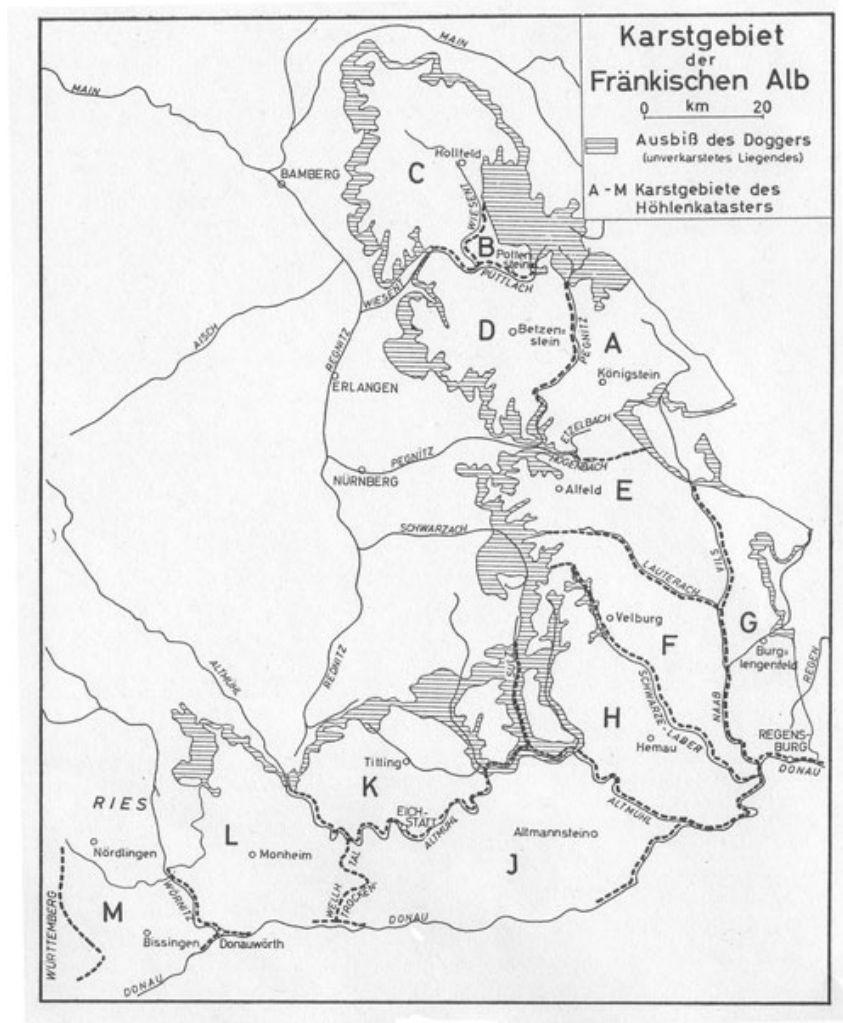 Karstgebiet
der
Fränkischen Alb
0 km 20
Ausbiß des Doggers
(unverkarstetes Liegendes)
A-M Karstgebiete des
Höhlenkatasters
MAIN
MAIN
BAMBERG
Hollfeld
C
WIESENT
B
Pottenstein
PÜTTLACH
WIESENT
AISCH
REGNITZ
D
Betzenstein
PEGNITZ
A
Königstein
ERLANGEN
ETZELBACH
HÖGENBACH
PEGNITZ
NÜRNBERG
Alfeld
E
SCHWARZACH
LAUTERACH
VILS
G
Burglengenfeld
REGEN
Velburg
F
SULZ
SCHWARZE-LABER
NAAB
REDNITZ
ALTMÜHL
H
Hemau
REGENSBURG
DONAU
Titling
K
EICHSTÄTT
ALTMÜHL
ALTMÜHL
RIES
Nördlingen
L
Monheim
Altmannstein
J
WELLH.
TROCKENTAL
DONAU
WÖRNITZ
M
Bissingen
Donauwörth
WÜRTTEMBERG
DONAU